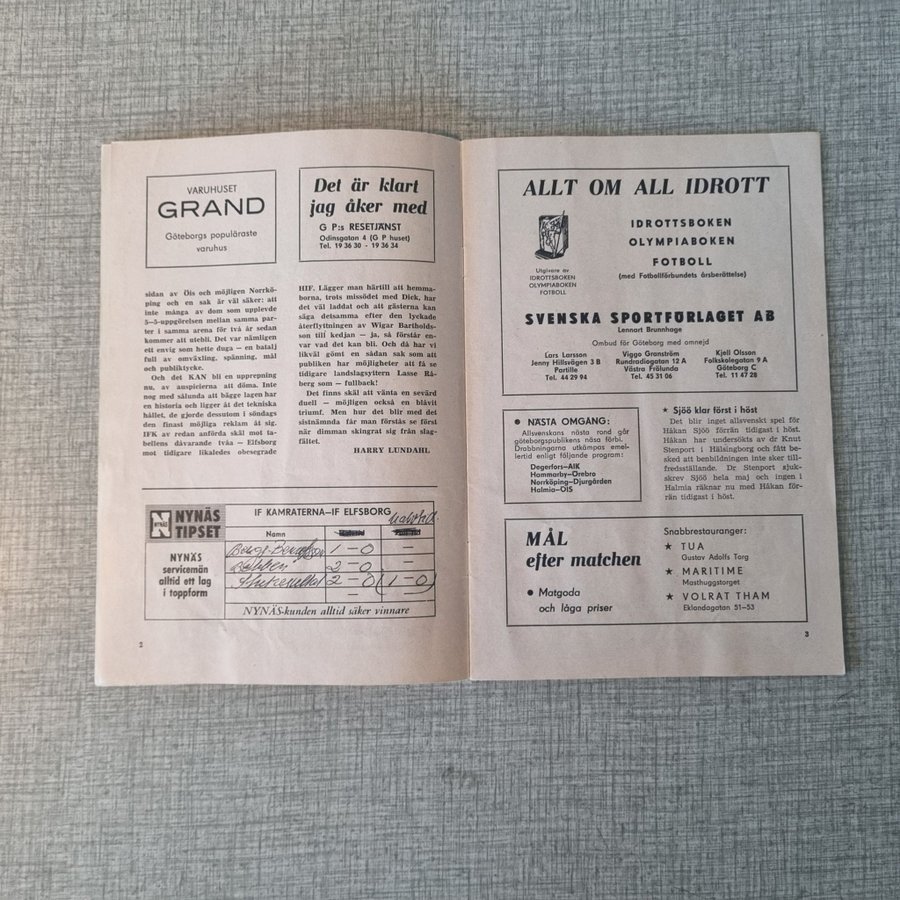 VARUHUSET
GRAND
Göteborgs populäraste
varuhus
Det är klart
jag åker med
G P:s RESETJÄNST
Odinsgatan 4 (G P huset)
Tel. 19 36 30 - 19 36 34
sidan av Öis och möjligen Norrkö-
ping och en sak är väl säker: att
inte många av dom som upplevde
5—5-uppgörelsen mellan samma par-
ter i samma arena för två år sedan
kommer att utebli. Det var nämligen
ett envig som hette duga — en batalj
full av omväxling, spänning, mål
och publiktycke.
Och det KAN bli en upprepning
nu, av auspicierna att döma. Inte
nog med sålunda att bägge lagen har
en historia och ligger åt det tekniska
hållet, de gjorde dessutom i söndags
den finast möjliga reklam åt sig.
IFK av redan anförda skäl mot ta-
bellens dåvarande tvåa — Elfsborg
mot tidigare likaledes obesegrade
HIF. Lägger man härtill att hemma-
borna, trots missödet med Dick, har
det väl laddat och att gästerna kan
säga detsamma efter den lyckade
återflyttningen av Wigar Bartholds-
son till kedjan — ja, så förstår en-
var vad det kan bli. Och då har vi
likväl gömt en sådan sak som att
publiken har möjligheter att få se
tidigare landslagsyttern Lasse Rå-
berg som — fullback!
Det finns skäl att vänta en sevärd
duell — möjligen också en blåvit
triumf. Men hur det blir med det
sistnämnda får man förstås se först
när dimman skingrat sig från slag-
fältet.
HARRY LUNDAHL
NYNÄS
NYNÄS
TIPSET
NYNÄS
servicemän
alltid ett lag
i toppform
IF KAMRATERNA—IF ELFSBORG
Namn
1—0
—
2—0
—
2—0
(1—0)
—
—
NYNÄS-kunden alltid säker vinnare
2
ALLT OM ALL IDROTT
Utgivare av
IDROTTSBOKEN
OLYMPIABOKEN
FOTBOLL
IDROTTSBOKEN
OLYMPIABOKEN
FOTBOLL
(med Fotbollförbundets årsberättelse)
SVENSKA SPORTFÖRLAGET AB
Lennart Brunnhage
Ombud för Göteborg med omnejd
Lars Larsson
Jenny Hillsvägen 3 B
Partille
Tel. 44 29 94
Viggo Granström
Rundradiogatan 12 A
Västra Frölunda
Tel. 45 31 06
Kjell Olsson
Folkskolegatan 9 A
Göteborg C
Tel. 11 47 28
● NÄSTA OMGÅNG:
Allsvenskans nästa rond går
göteborgspublikens näsa förbi.
Drabbningarna utkämpas emel-
lertid enligt följande program:
Degerfors–AIK
Hammarby–Örebro
Norrköping–Djurgården
Halmia–ÖIS
★ Sjöö klar först i höst
Det blir inget allsvenskt spel för
Håkan Sjöö förrän tidigast i höst.
Håkan har undersökts av dr Knut
Stenport i Hälsingborg och fått be-
sked att benbildningen inte sker till-
fredsställande. Dr Stenport sjuk-
skrev Sjöö hela maj och ingen i
Halmia räknar nu med Håkan för-
rän tidigast i höst.
MÅL
efter matchen
● Matgoda
och låga priser
Snabbrestauranger:
★ TUA
Gustav Adolfs Torg
★ MARITIME
Masthuggstorget
★ VOLRAT THAM
Eklandagatan 51–53
3